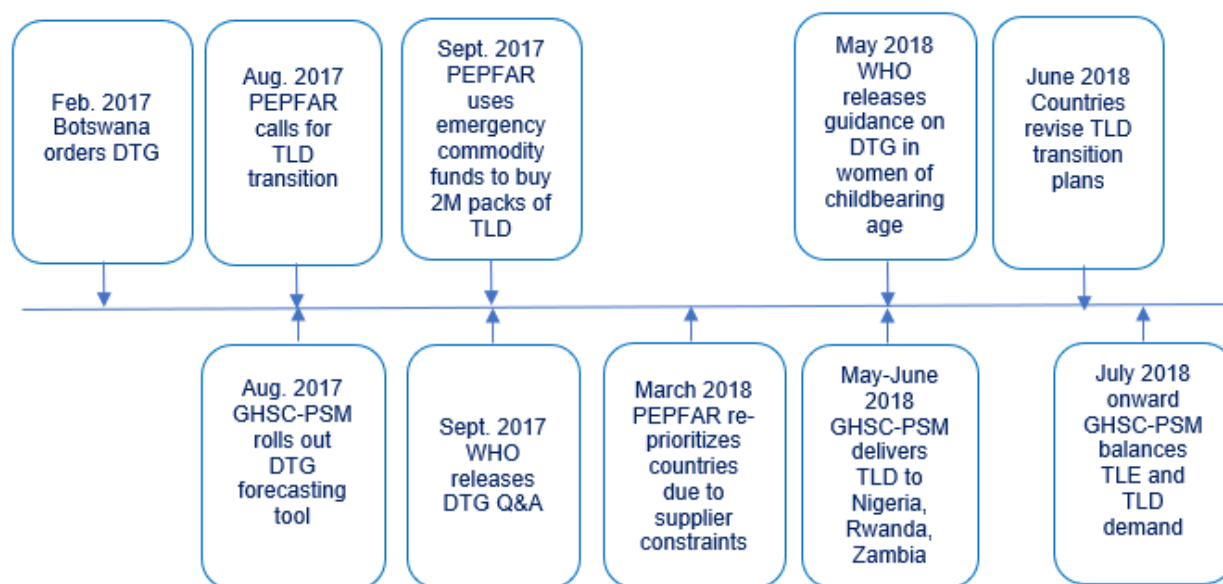 Feb. 2017
Botswana
orders DTG
Aug. 2017
PEPFAR
calls for
TLD
transition
Sept. 2017
PEPFAR
uses
emergency
commodity
funds to buy
2M packs of
TLD
May 2018
WHO
releases
guidance on
DTG in
women of
childbearing
age
June 2018
Countries
revise TLD
transition
plans
Aug. 2017
GHSC-PSM
rolls out
DTG
forecasting
tool
Sept. 2017
WHO
releases
DTG Q&A
March 2018
PEPFAR re-
prioritizes
countries
due to
supplier
constraints
May-June
2018
GHSC-PSM
delivers
TLD to
Nigeria,
Rwanda,
Zambia
July 2018
onward
GHSC-PSM
balances
TLE and
TLD
demand